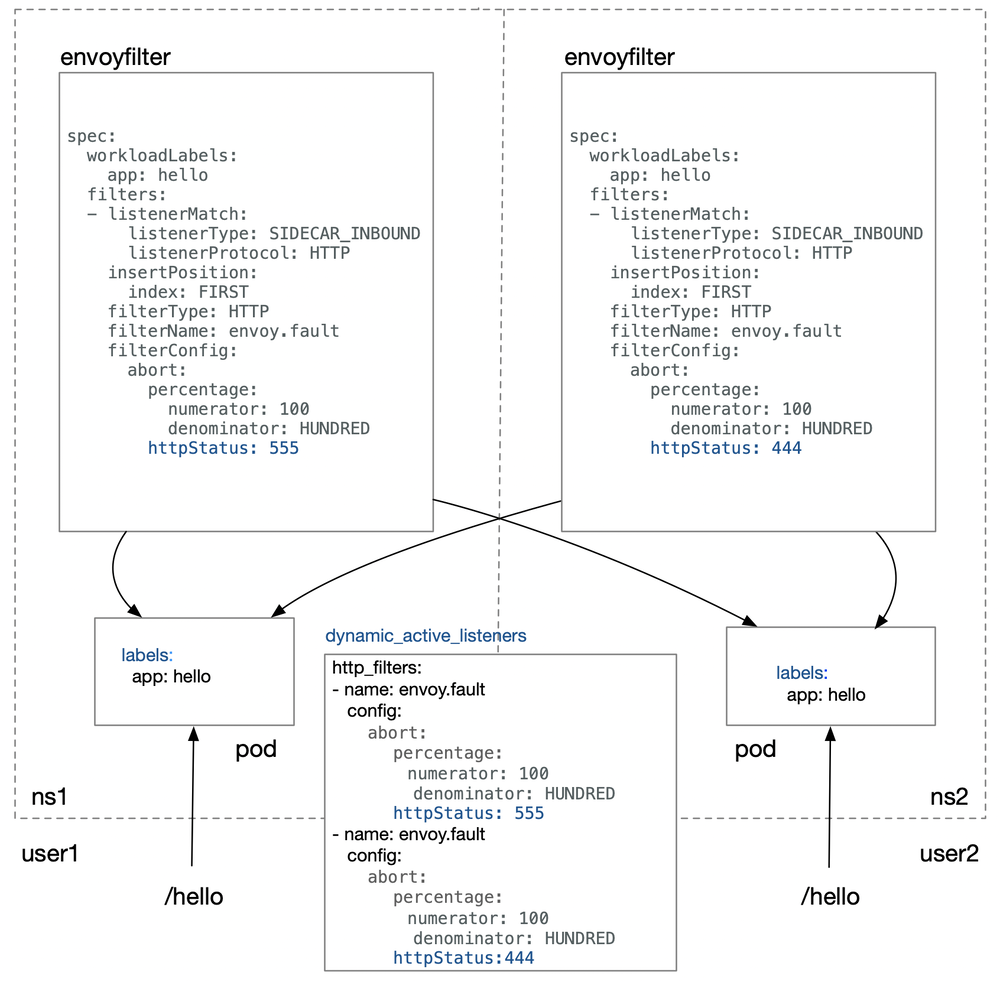 envoyfilter
spec:
  workloadLabels:
    app: hello
  filters:
  - listenerMatch:
      listenerType: SIDECAR_INBOUND
      listenerProtocol: HTTP
    insertPosition:
      index: FIRST
    filterType: HTTP
    filterName: envoy.fault
    filterConfig:
      abort:
        percentage:
          numerator: 100
          denominator: HUNDRED
        httpStatus: 555
envoyfilter
spec:
  workloadLabels:
    app: hello
  filters:
  - listenerMatch:
      listenerType: SIDECAR_INBOUND
      listenerProtocol: HTTP
    insertPosition:
      index: FIRST
    filterType: HTTP
    filterName: envoy.fault
    filterConfig:
      abort:
        percentage:
          numerator: 100
          denominator: HUNDRED
        httpStatus: 444
labels:
  app: hello
pod
ns1
user1
/hello
dynamic_active_listeners
http_filters:
- name: envoy.fault
  config:
    abort:
      percentage:
        numerator: 100
        denominator: HUNDRED
      httpStatus: 555
- name: envoy.fault
  config:
    abort:
      percentage:
        numerator: 100
        denominator: HUNDRED
      httpStatus:444
labels:
  app: hello
pod
ns2
user2
/hello